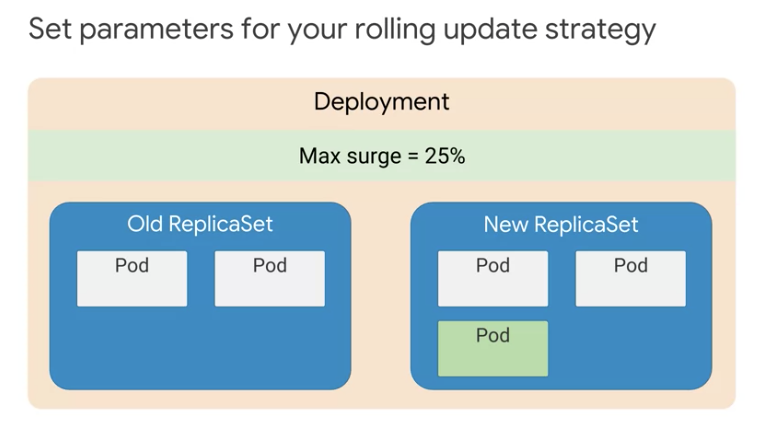 Set parameters for your rolling update strategy
Deployment
Max surge = 25%
Old ReplicaSet
Pod
Pod
New ReplicaSet
Pod
Pod
Pod